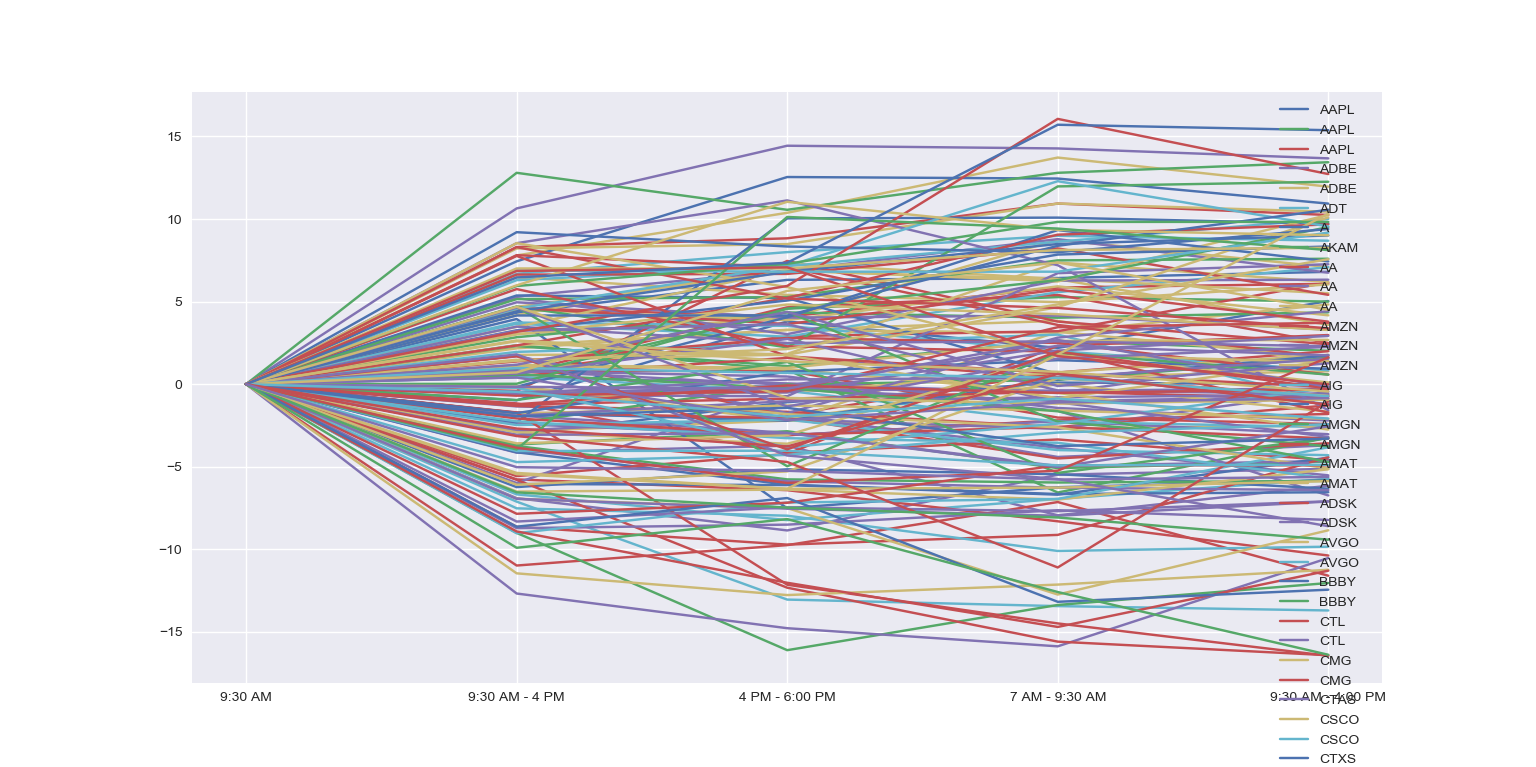 15
10
5
0
−5
−10
−15
9:30 AM
9:30 AM - 4 PM
4 PM - 6:00 PM
7 AM - 9:30 AM
9:30 AM - 4:00 PM
AAPL
AAPL
AAPL
ADBE
ADBE
ADT
A
AKAM
AA
AA
AA
AMZN
AMZN
AMZN
AIG
AIG
AMGN
AMGN
AMAT
AMAT
ADSK
ADSK
AVGO
AVGO
BBBY
BBBY
CTL
CTL
CMG
CMG
CTAS
CSCO
CSCO
CTXS